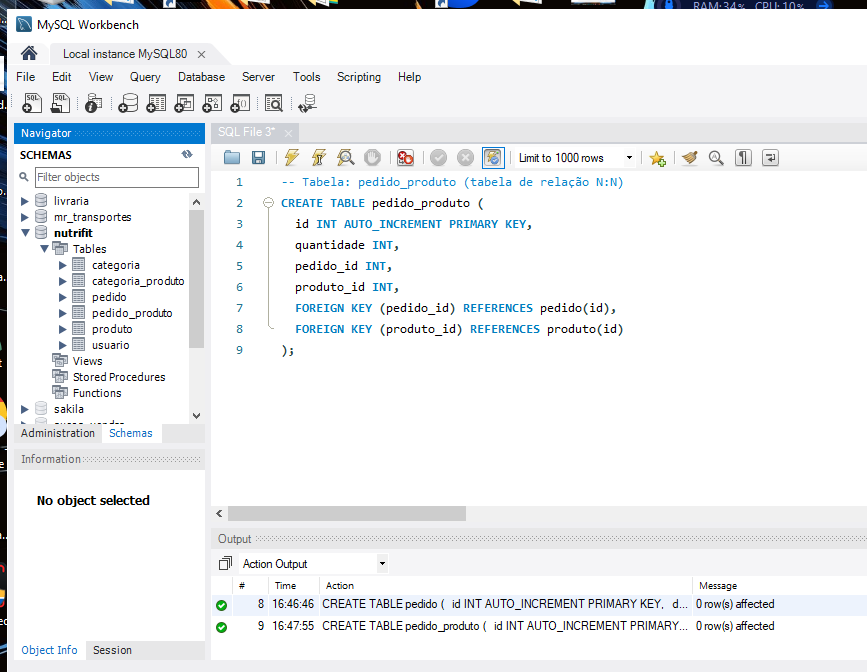 RAM:34% CPU:10%
MySQL Workbench
Local instance MySQL80
File Edit View Query Database Server Tools Scripting Help
Navigator
SCHEMAS
Filter objects
livraria
mr_transportes
nutrifit
Tables
categoria
categoria_produto
pedido
pedido_produto
produto
usuario
Views
Stored Procedures
Functions
sakila
Administration Schemas
Information
No object selected
Object Info Session
SQL File 3*
Limit to 1000 rows
1 -- Tabela: pedido_produto (tabela de relação N:N)
2 CREATE TABLE pedido_produto (
3 id INT AUTO_INCREMENT PRIMARY KEY,
4 quantidade INT,
5 pedido_id INT,
6 produto_id INT,
7 FOREIGN KEY (pedido_id) REFERENCES pedido(id),
8 FOREIGN KEY (produto_id) REFERENCES produto(id)
9 );
Output
Action Output
# Time Action Message
8 16:46:46 CREATE TABLE pedido ( id INT AUTO_INCREMENT PRIMARY KEY, d... 0 row(s) affected
9 16:47:55 CREATE TABLE pedido_produto ( id INT AUTO_INCREMENT PRIMARY... 0 row(s) affected